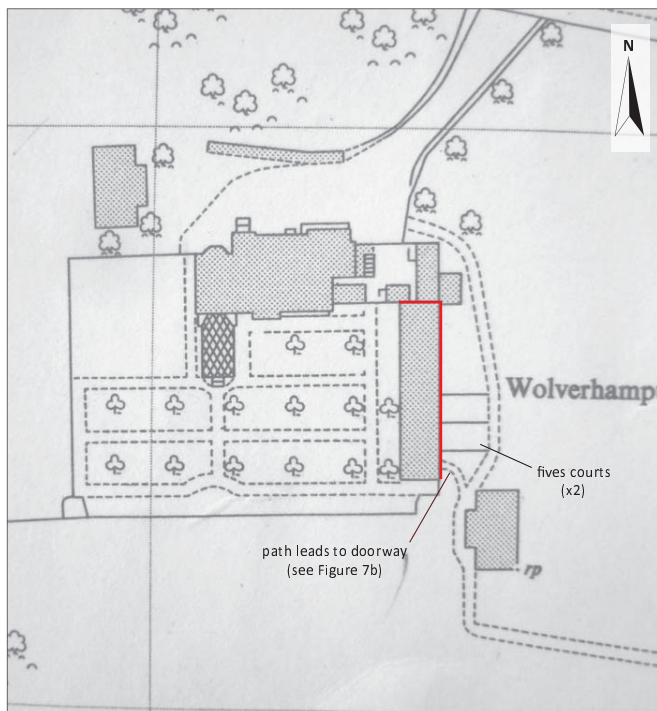 N
Wolverhamp
fives courts
(x2)
path leads to doorway
(see Figure 7b)
rp